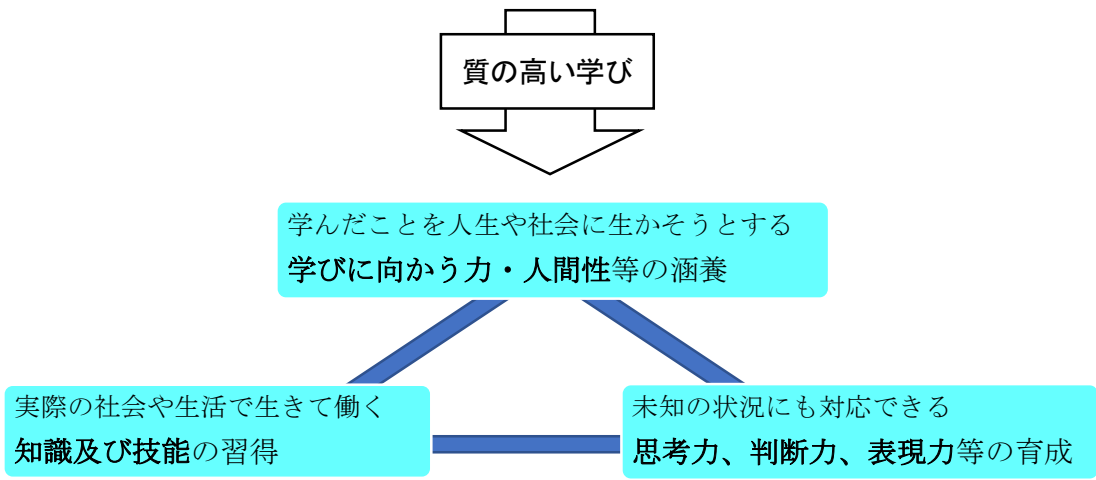 質の高い学び
学んだことを人生や社会に生かそうとする
学びに向かう力・人間性等の涵養
実際の社会や生活で生きて働く
知識及び技能の習得
未知の状況にも対応できる
思考力、判断力、表現力等の育成